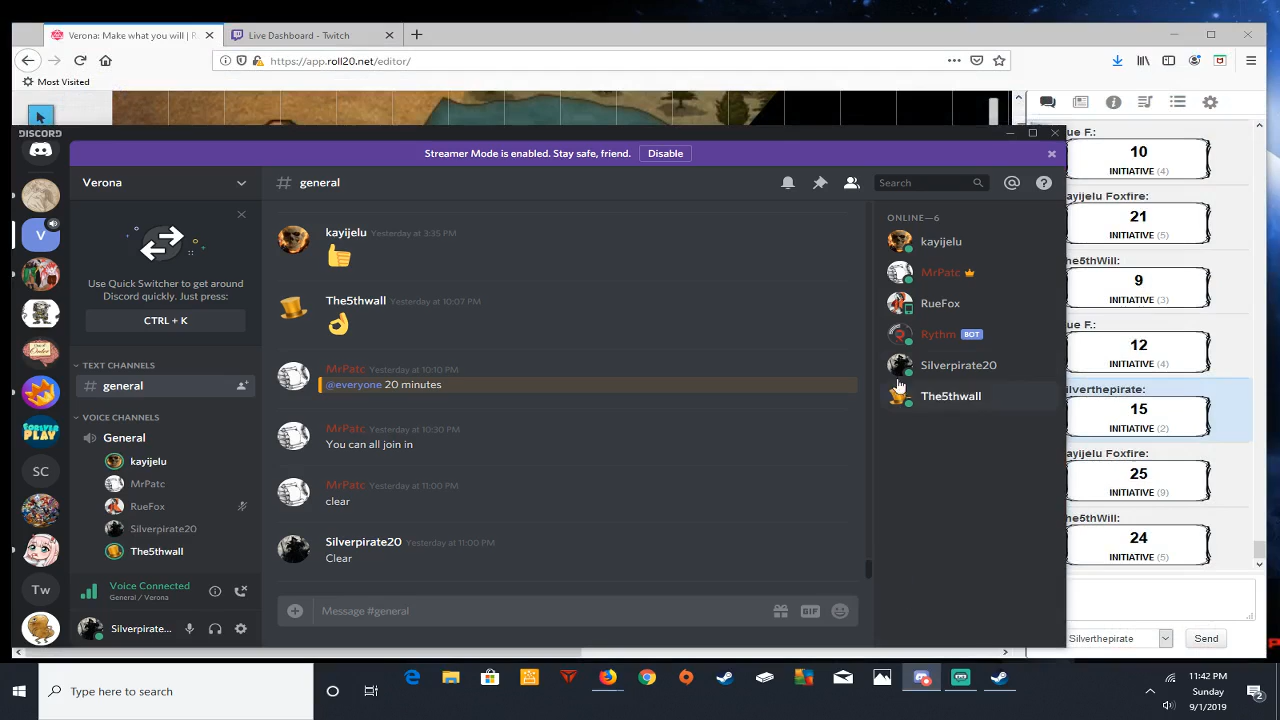 Verona: Make what you will | R
Live Dashboard - Twitch
https://app.roll20.net/editor/
Most Visited
DISCORD
Streamer Mode is enabled. Stay safe, friend.
Disable
Verona
# general
Search
Use Quick Switcher to get around
Discord quickly. Just press:
CTRL + K
TEXT CHANNELS
# general
VOICE CHANNELS
General
kayijelu
MrPatc
RueFox
Silverpirate20
The5thwall
Voice Connected
General / Verona
Silverpirate...
V
SC
Tw
kayijelu Yesterday at 3:35 PM
The5thwall Yesterday at 10:07 PM
MrPatc Yesterday at 10:10 PM
@everyone 20 minutes
MrPatc Yesterday at 10:30 PM
You can all join in
MrPatc Yesterday at 11:00 PM
clear
Silverpirate20 Yesterday at 11:00 PM
Clear
Message #general
GIF
ONLINE—6
kayijelu
MrPatc
RueFox
Rythm BOT
Silverpirate20
The5thwall
ue F.:
10
INITIATIVE (4)
ayijelu Foxfire:
21
INITIATIVE (5)
he5thWill:
9
INITIATIVE (3)
ue F.:
12
INITIATIVE (4)
ilverthepirate:
15
INITIATIVE (2)
ayijelu Foxfire:
25
INITIATIVE (9)
he5thWill:
24
INITIATIVE (5)
Silverthepirate
Send
Type here to search
11:42 PM
Sunday
9/1/2019
2